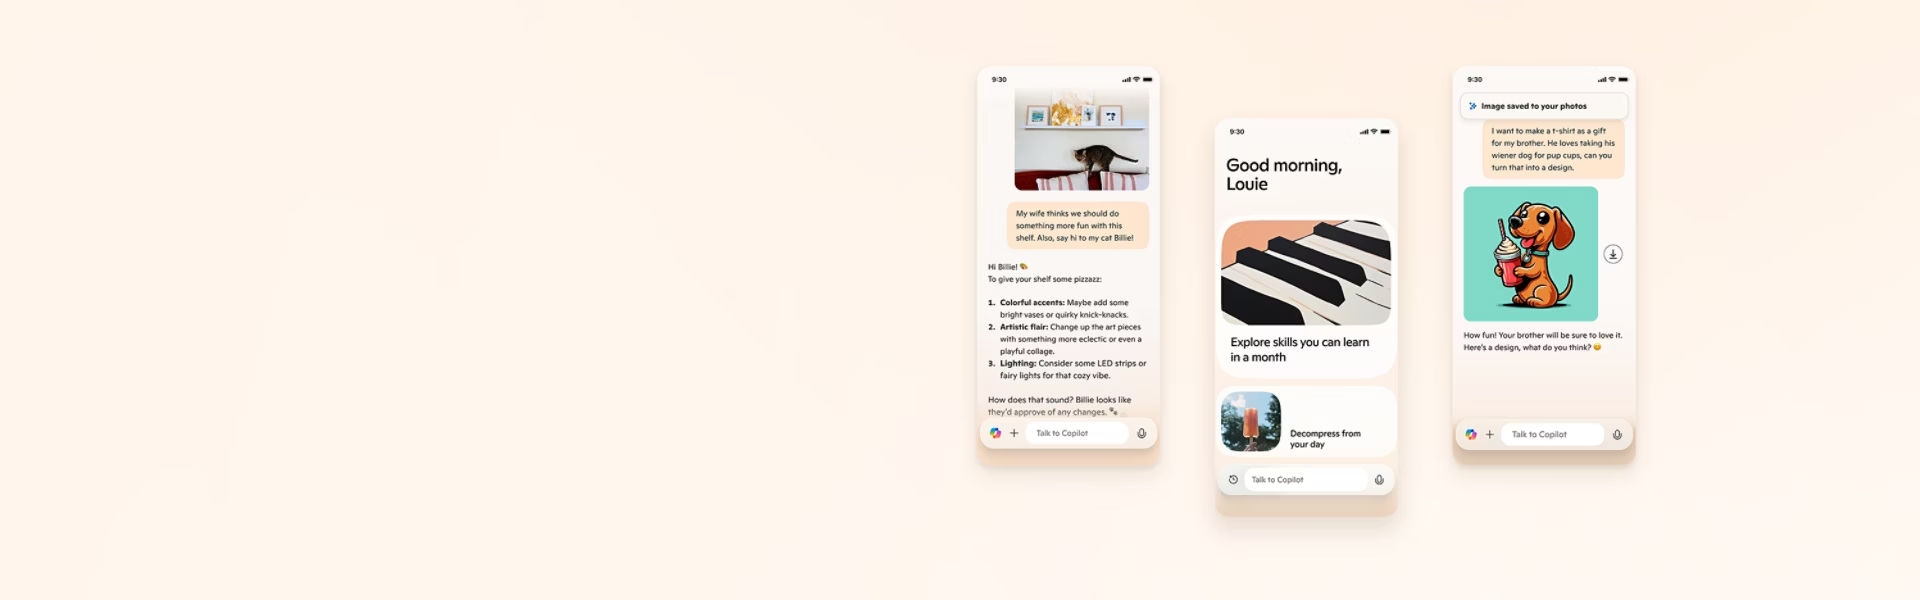 9:30
My wife thinks we should do
something more fun with this
shelf. Also, say hi to my cat Billie!
Hi Billie!
To give your shelf some pizzazz:
1. Colorful accents: Maybe add some
bright vases or quirky knick-knacks.
2. Artistic flair: Change up the art pieces
with something more eclectic or even a
playful collage.
3. Lighting: Consider some LED strips or
fairy lights for that cozy vibe.
How does that sound? Billie looks like
they'd approve of any changes. 🐾
Talk to Copilot
9:30
Good morning,
Louie
Explore skills you can learn
in a month
Decompress from
your day
Talk to Copilot
9:30
Image saved to your photos
I want to make a t-shirt as a gift
for my brother. He loves taking his
wiener dog for pup cups, can you
turn that into a design.
How fun! Your brother will be sure to love it.
Here's a design, what do you think? 😊
Talk to Copilot